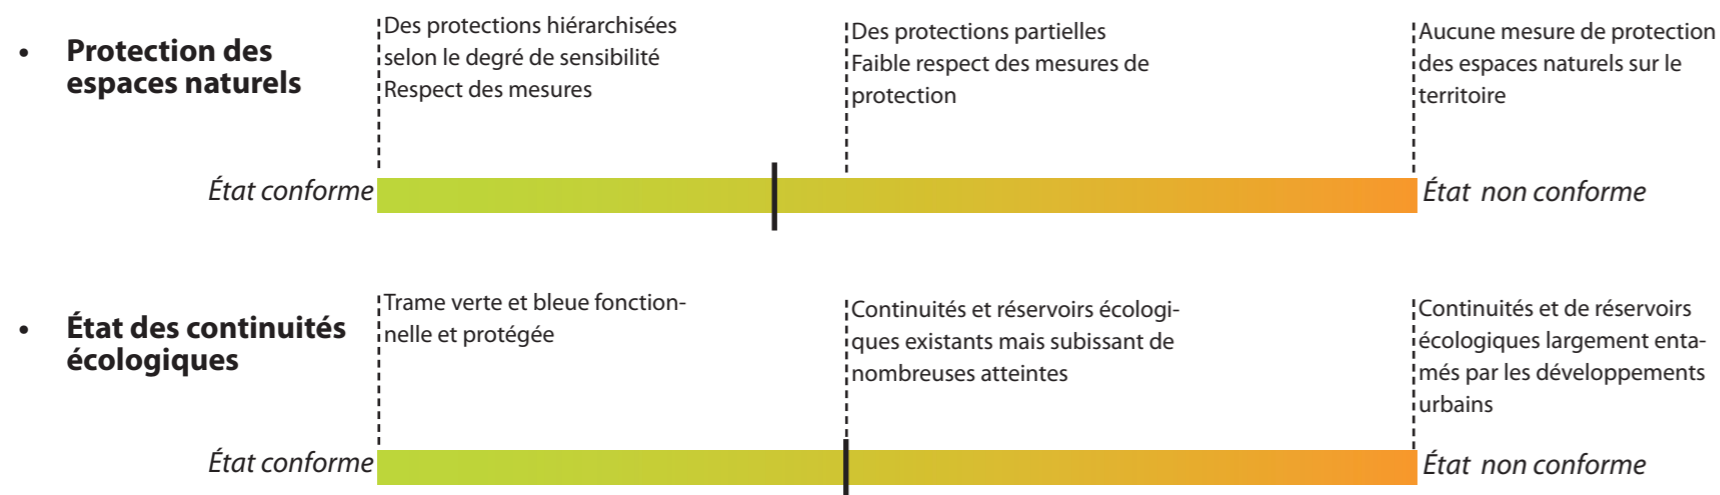 • Protection des
espaces naturels
Des protections hiérarchisées
selon le degré de sensibilité
Respect des mesures
Des protections partielles
Faible respect des mesures de
protection
Aucune mesure de protection
des espaces naturels sur le
territoire
État conforme
État non conforme
• État des continuités
écologiques
Trame verte et bleue fonction-
nelle et protégée
Continuités et réservoirs écologi-
ques existants mais subissant de
nombreuses atteintes
Continuités et de réservoirs
écologiques largement enta-
més par les développements
urbains
État conforme
État non conforme